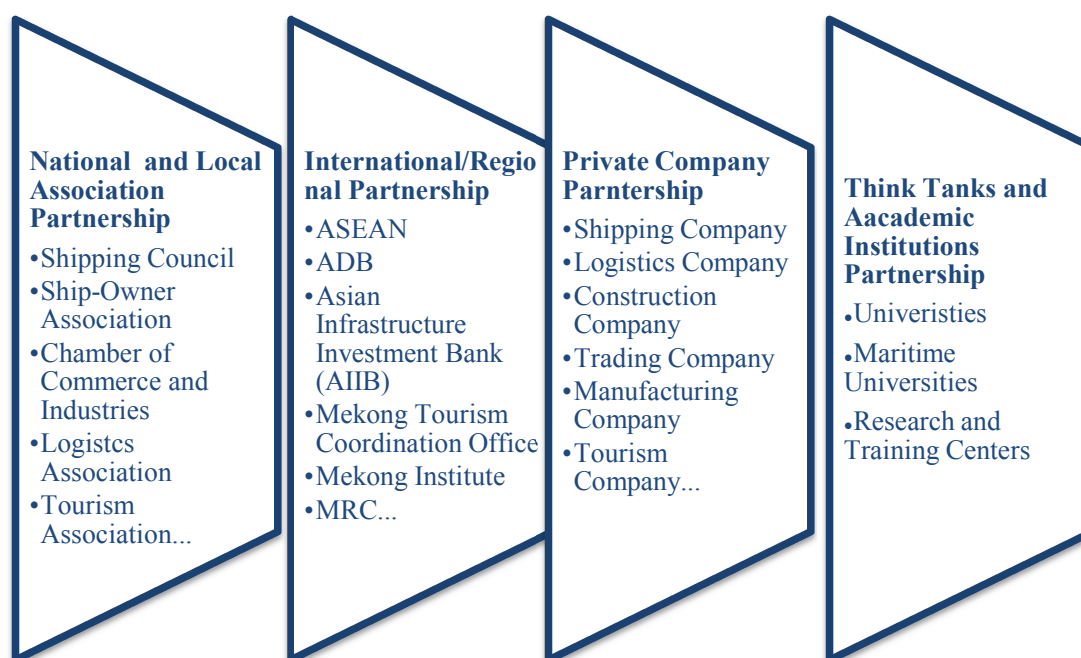 National and Local
Association
Partnership
•Shipping Council
•Ship-Owner
Association
•Chamber of
Commerce and
Industries
•Logistcs
Association
•Tourism
Association...
International/Regio
nal Partnership
•ASEAN
•ADB
•Asian
Infrastructure
Investment Bank
(AIIB)
•Mekong Tourism
Coordination Office
•Mekong Institute
•MRC...
Private Company
Parntership
•Shipping Company
•Logistics Company
•Construction
Company
•Trading Company
•Manufacturing
Company
•Tourism
Company...
Think Tanks and
Aacademic
Institutions
Partnership
•Univeristies
•Maritime
Universities
•Research and
Training Centers